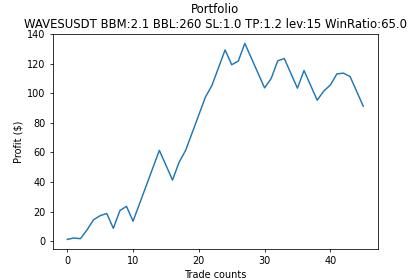 Portfolio
WAVESUSDT BBM:2.1 BBL:260 SL:1.0 TP:1.2 lev:15 WinRatio:65.0
140
120
100
80
60
40
20
0
Profit ($)
0 10 20 30 40
Trade counts